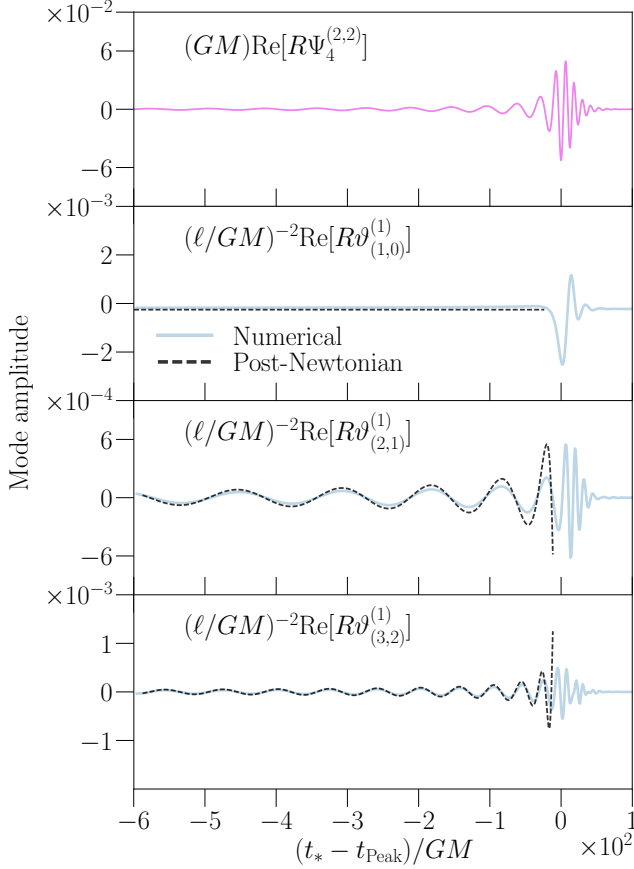 ×10⁻²
6
0
−6
(GM)Re[RΨ₄^(2,2)]
×10⁻³
2
0
−2
(ℓ/GM)⁻²Re[Rϑ^(1)_(1,0)]
Numerical
Post-Newtonian
Mode amplitude
×10⁻⁴
6
0
−6
(ℓ/GM)⁻²Re[Rϑ^(1)_(2,1)]
×10⁻³
1
0
−1
(ℓ/GM)⁻²Re[Rϑ^(1)_(3,2)]
−6 −5 −4 −3 −2 −1 0 1
(t_* − t_Peak)/GM
×10²